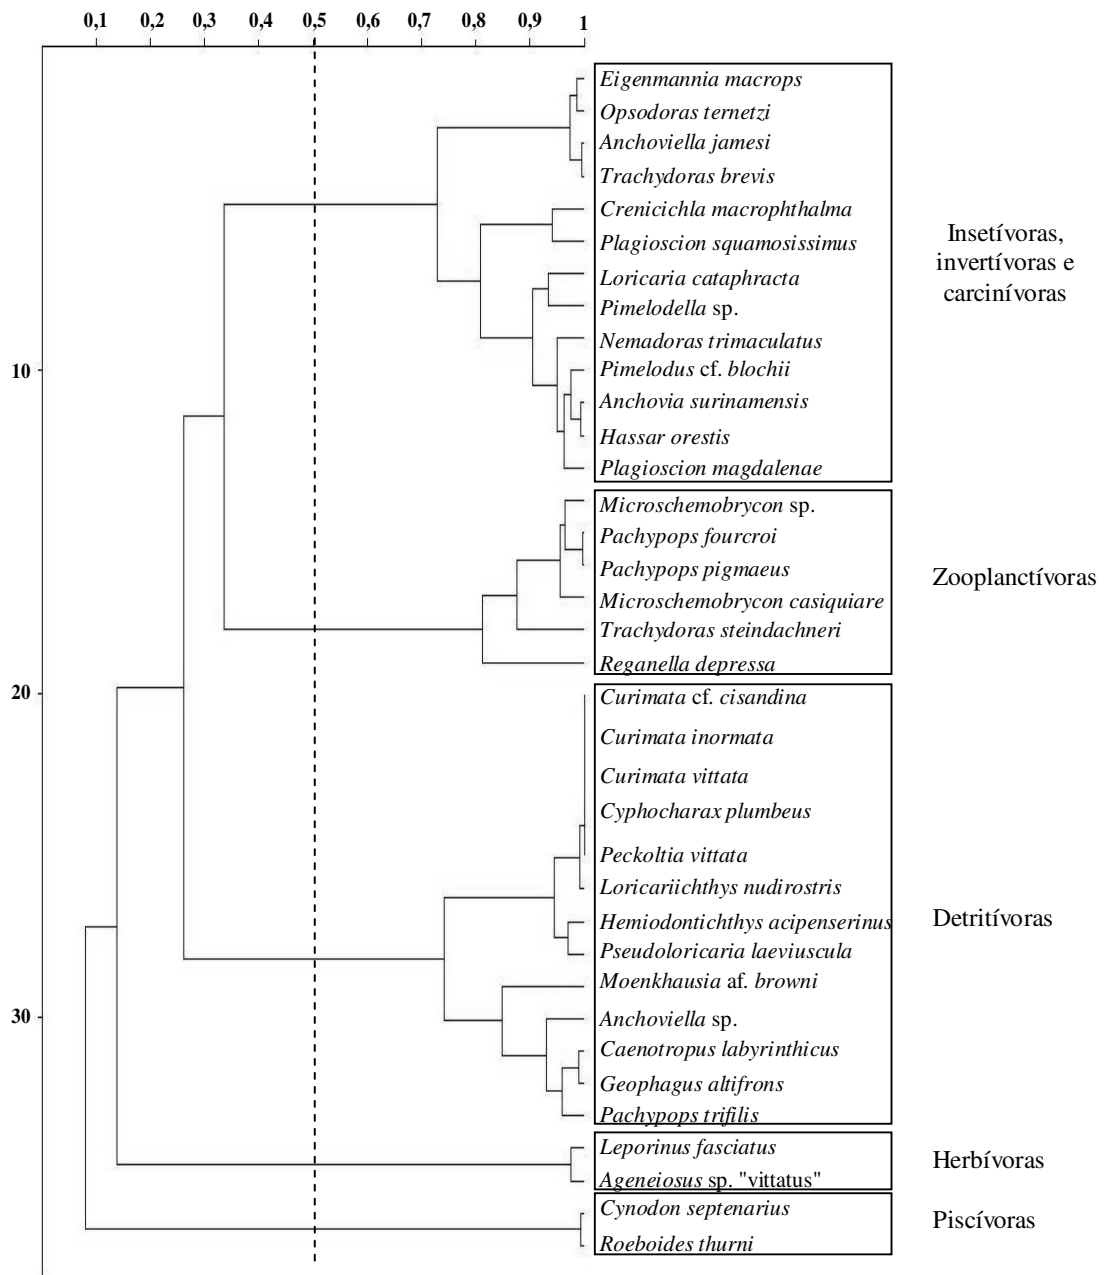 0,1 0,2 0,3 0,4 0,5 0,6 0,7 0,8 0,9 1
Eigenmannia macrops
Opsodoras ternetzi
Anchoviella jamesi
Trachydoras brevis
Crenicichla macrophthalma
Plagioscion squamosissimus
Loricaria cataphracta
Pimelodella sp.
Nemadoras trimaculatus
Pimelodus cf. blochii
Anchovia surinamensis
Hassar orestis
Plagioscion magdalenae
Insetívoras,
invertívoras e
carcinívoras
10
Microschemobrycon sp.
Pachypops fourcroi
Pachypops pigmaeus
Microschemobrycon casiquiare
Trachydoras steindachneri
Reganella depressa
Zooplanctívoras
20
Curimata cf. cisandina
Curimata inormata
Curimata vittata
Cyphocharax plumbeus
Peckoltia vittata
Loricariichthys nudirostris
Hemiodontichthys acipenserinus
Pseudoloricaria laeviuscula
Moenkhausia af. browni
Anchoviella sp.
Caenotropus labyrinthicus
Geophagus altifrons
Pachypops trifilis
Detritívoras
30
Leporinus fasciatus
Ageneiosus sp. "vittatus"
Herbívoras
Cynodon septenarius
Roeboides thurni
Piscívoras